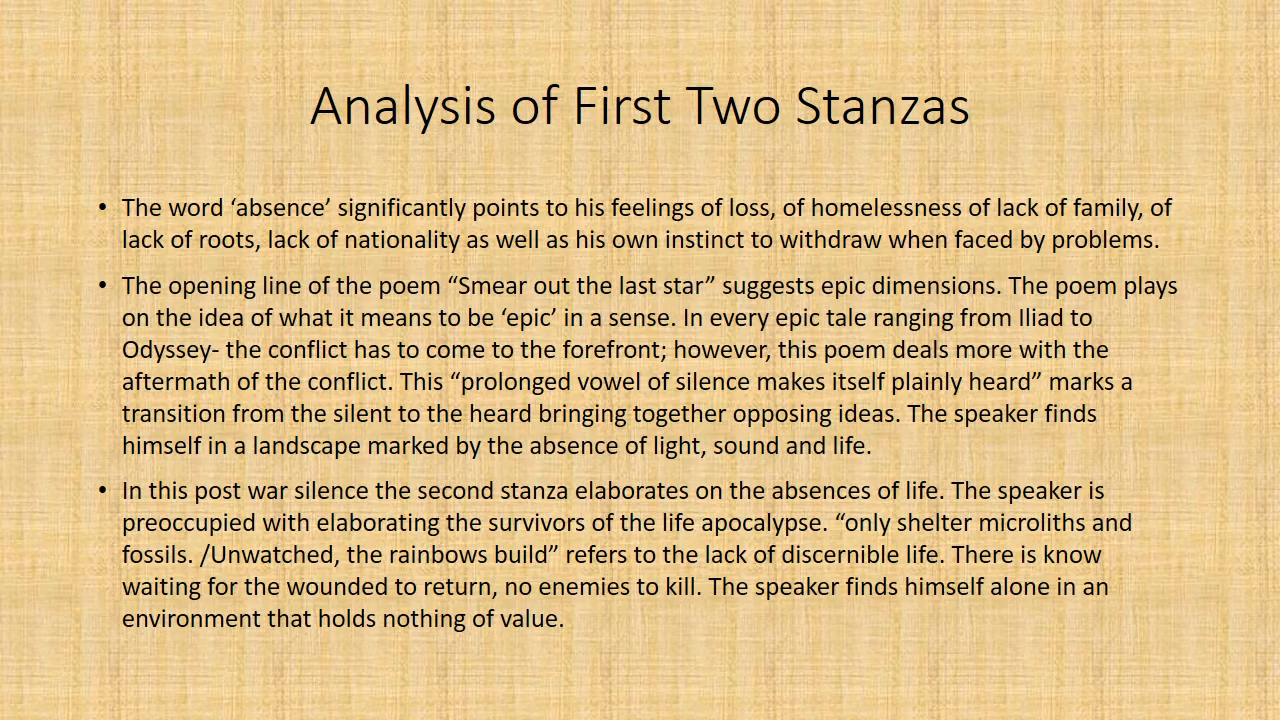 Analysis of First Two Stanzas
• The word ‘absence’ significantly points to his feelings of loss, of homelessness of lack of family, of
lack of roots, lack of nationality as well as his own instinct to withdraw when faced by problems.
• The opening line of the poem “Smear out the last star” suggests epic dimensions. The poem plays
on the idea of what it means to be ‘epic’ in a sense. In every epic tale ranging from Iliad to
Odyssey- the conflict has to come to the forefront; however, this poem deals more with the
aftermath of the conflict. This “prolonged vowel of silence makes itself plainly heard” marks a
transition from the silent to the heard bringing together opposing ideas. The speaker finds
himself in a landscape marked by the absence of light, sound and life.
• In this post war silence the second stanza elaborates on the absences of life. The speaker is
preoccupied with elaborating the survivors of the life apocalypse. “only shelter microliths and
fossils. /Unwatched, the rainbows build” refers to the lack of discernible life. There is know
waiting for the wounded to return, no enemies to kill. The speaker finds himself alone in an
environment that holds nothing of value.